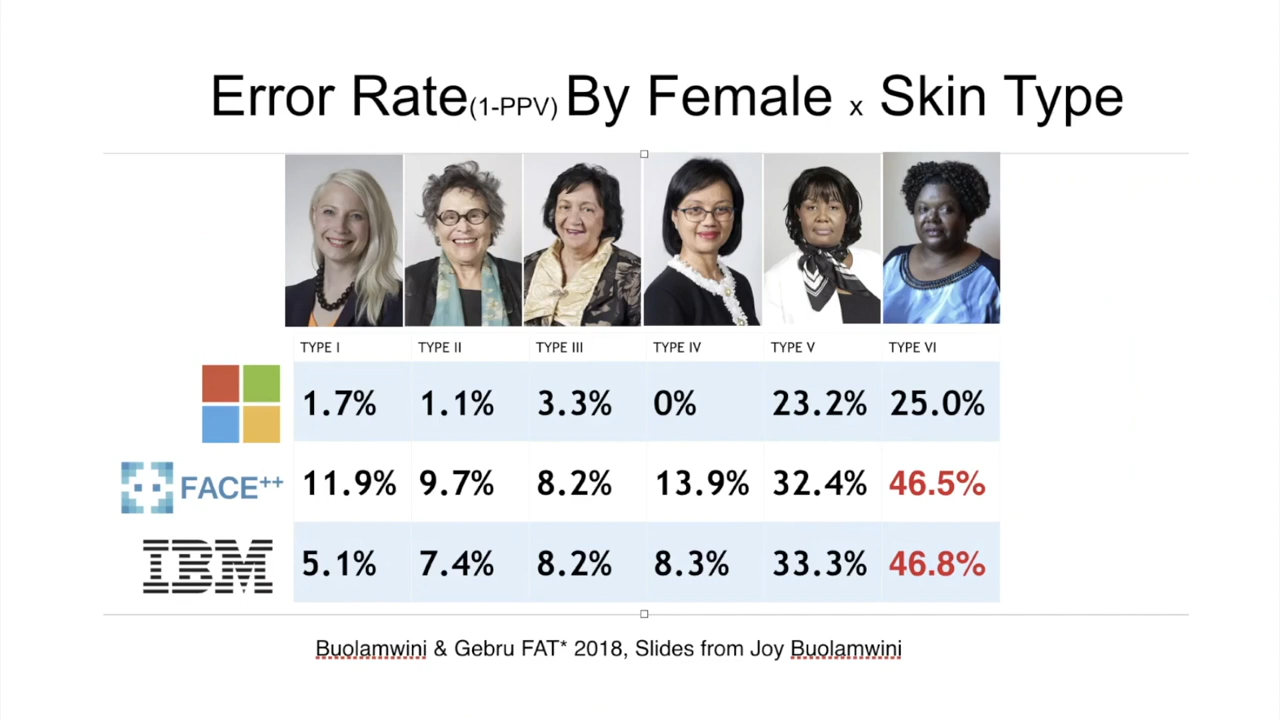 Error Rate(1-PPV) By Female x Skin Type
TYPE I TYPE II TYPE III TYPE IV TYPE V TYPE VI
1.7% 1.1% 3.3% 0% 23.2% 25.0%
FACE++ 11.9% 9.7% 8.2% 13.9% 32.4% 46.5%
IBM 5.1% 7.4% 8.2% 8.3% 33.3% 46.8%
Buolamwini & Gebru FAT* 2018, Slides from Joy Buolamwini